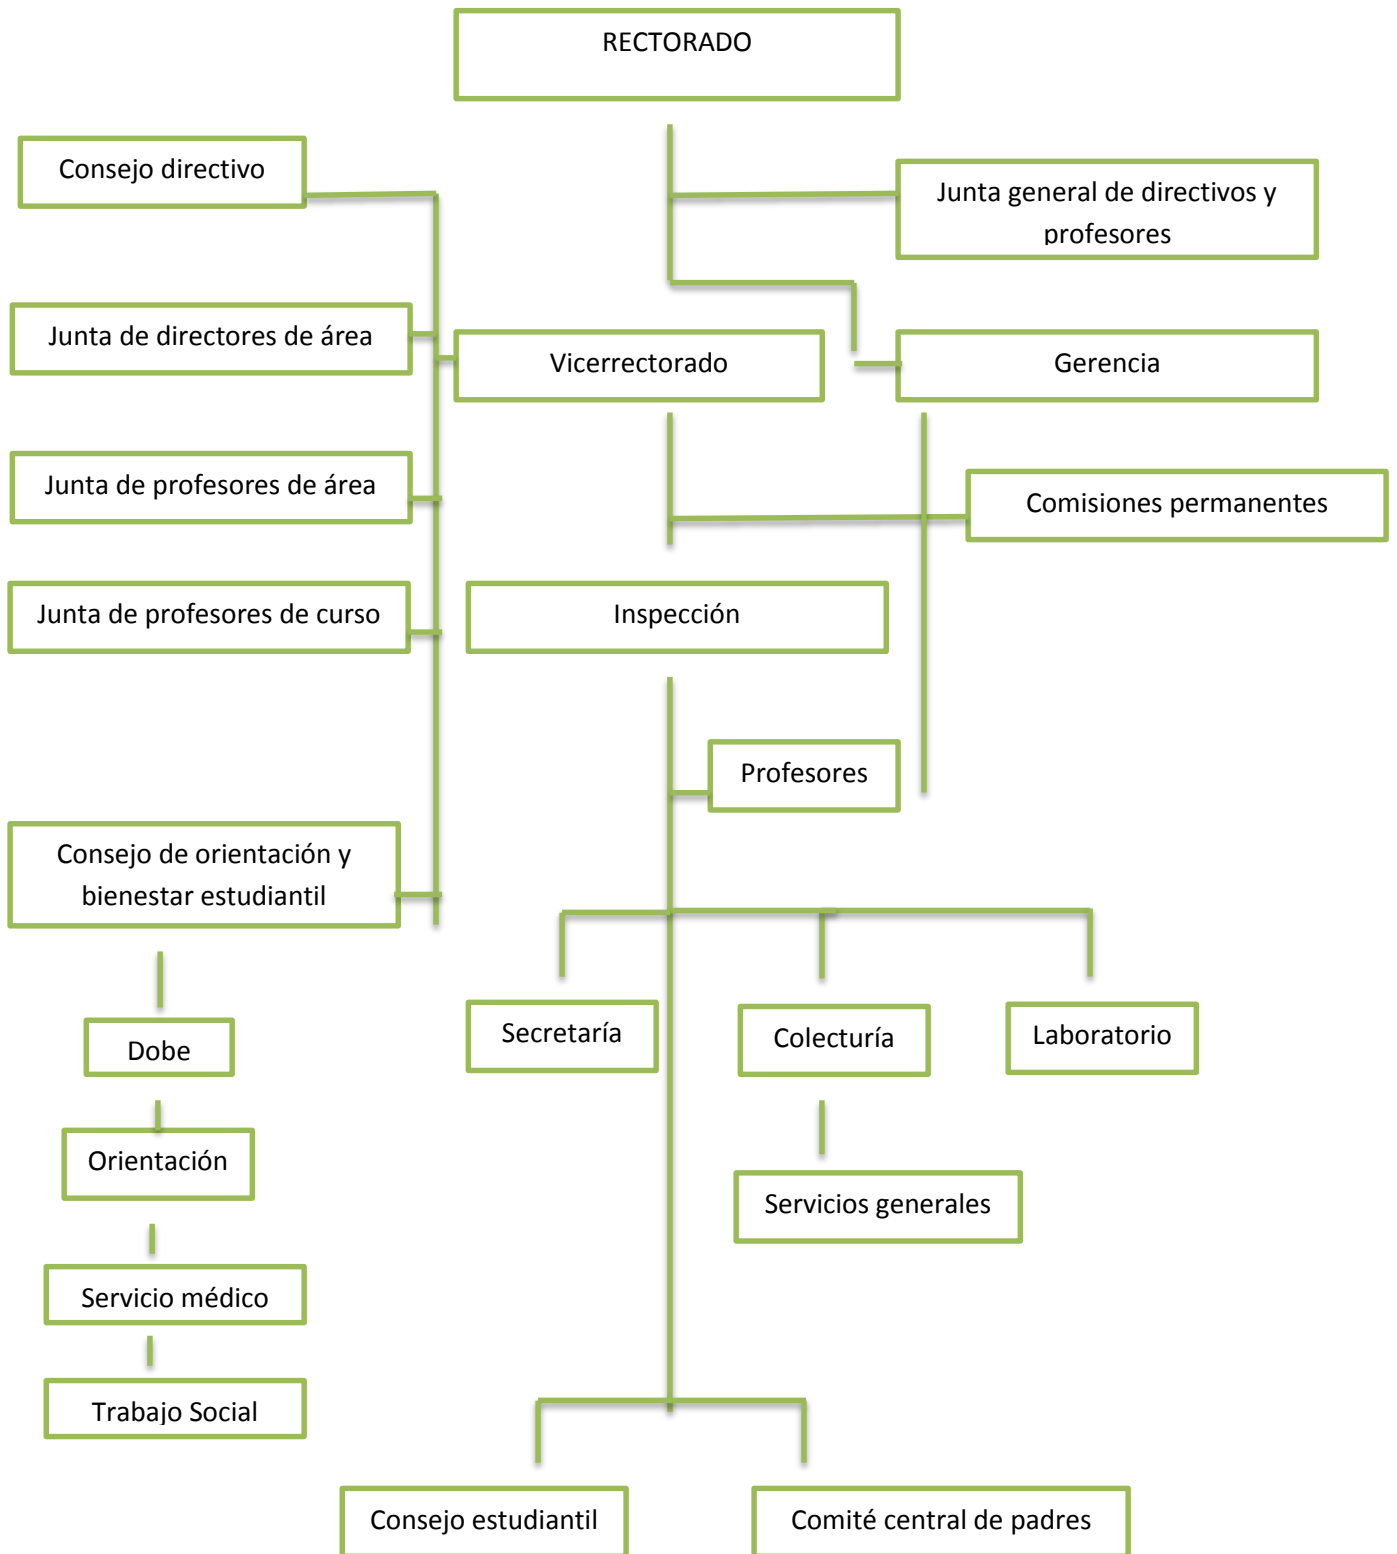 RECTORADO
Consejo directivo
Junta general de directivos y
profesores
Junta de directores de área
Vicerrectorado
Gerencia
Junta de profesores de área
Comisiones permanentes
Junta de profesores de curso
Inspección
Profesores
Consejo de orientación y
bienestar estudiantil
Secretaría
Colecturía
Laboratorio
Dobe
Orientación
Servicios generales
Servicio médico
Trabajo Social
Consejo estudiantil
Comité central de padres